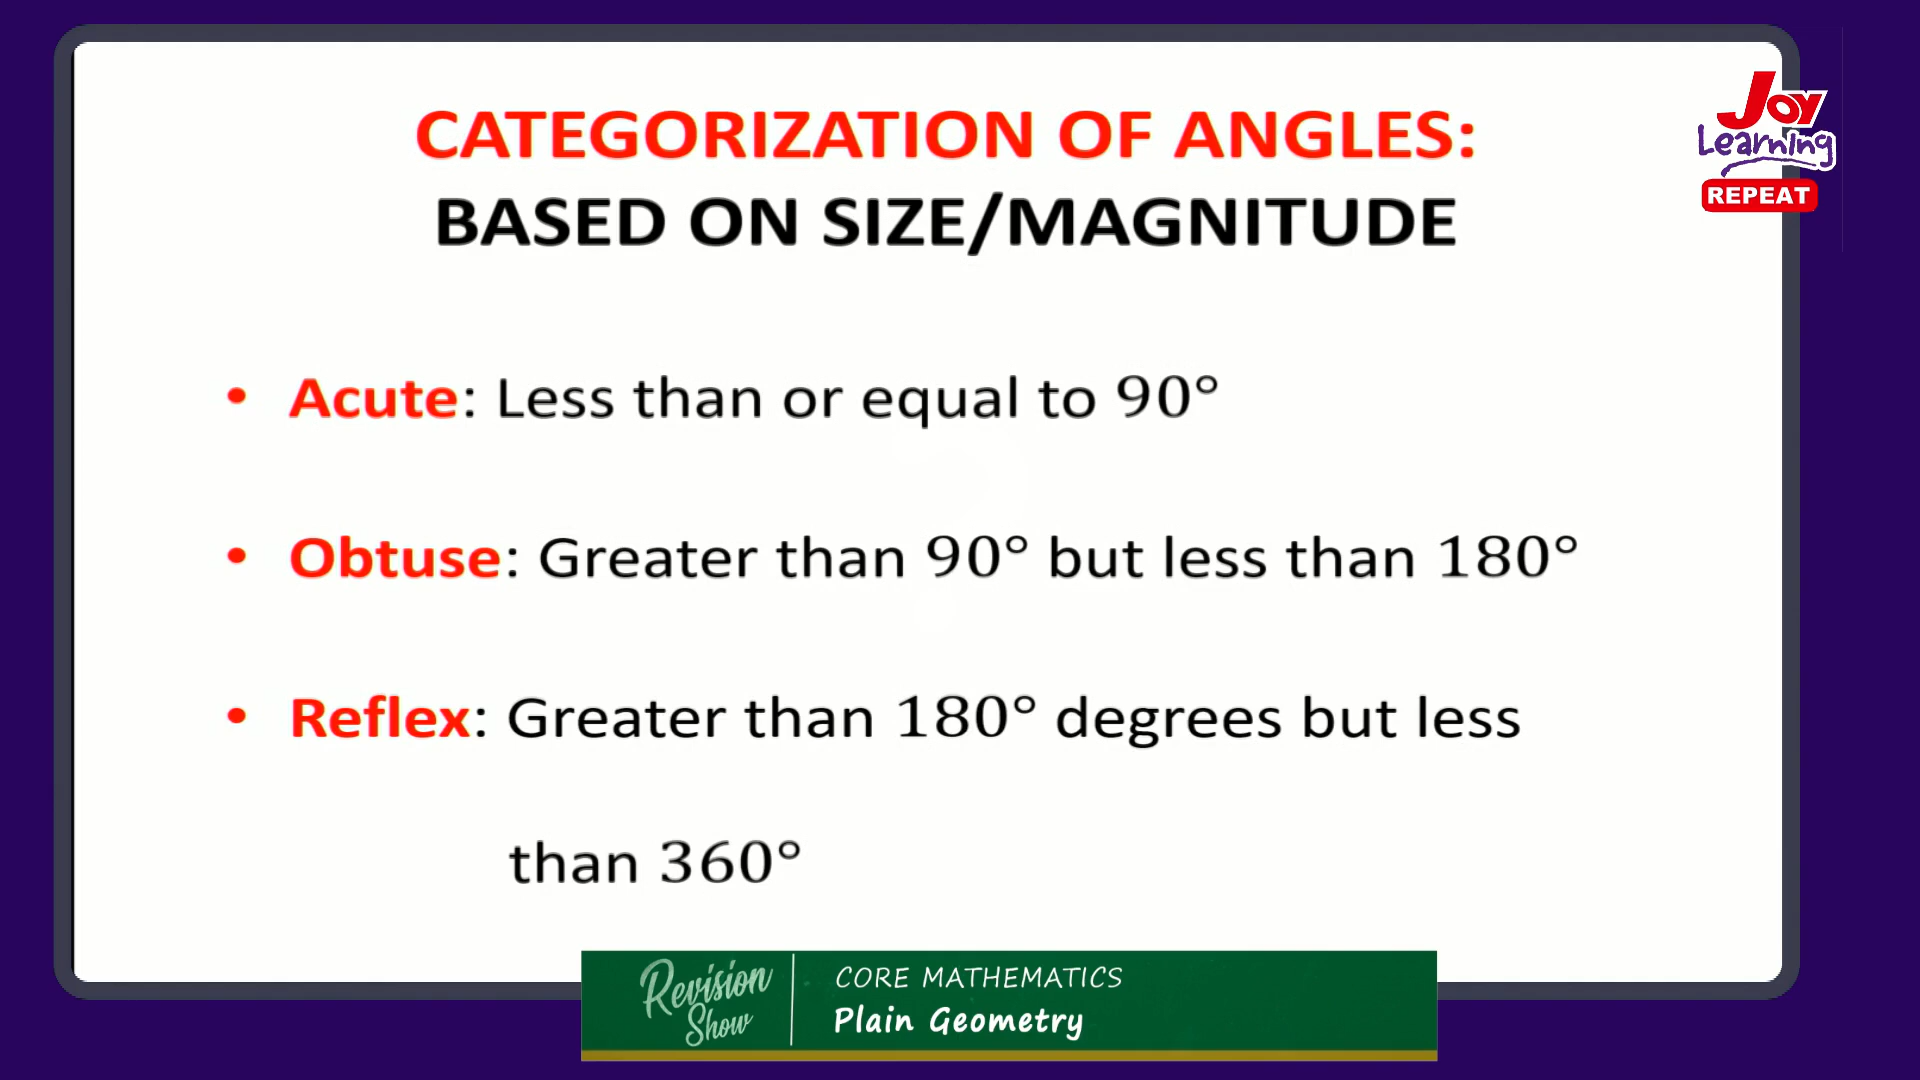 CATEGORIZATION OF ANGLES:
BASED ON SIZE/MAGNITUDE
Joy
Learning
REPEAT
• Acute: Less than or equal to 90°
• Obtuse: Greater than 90° but less than 180°
• Reflex: Greater than 180° degrees but less
than 360°
Revision
Show
CORE MATHEMATICS
Plain Geometry